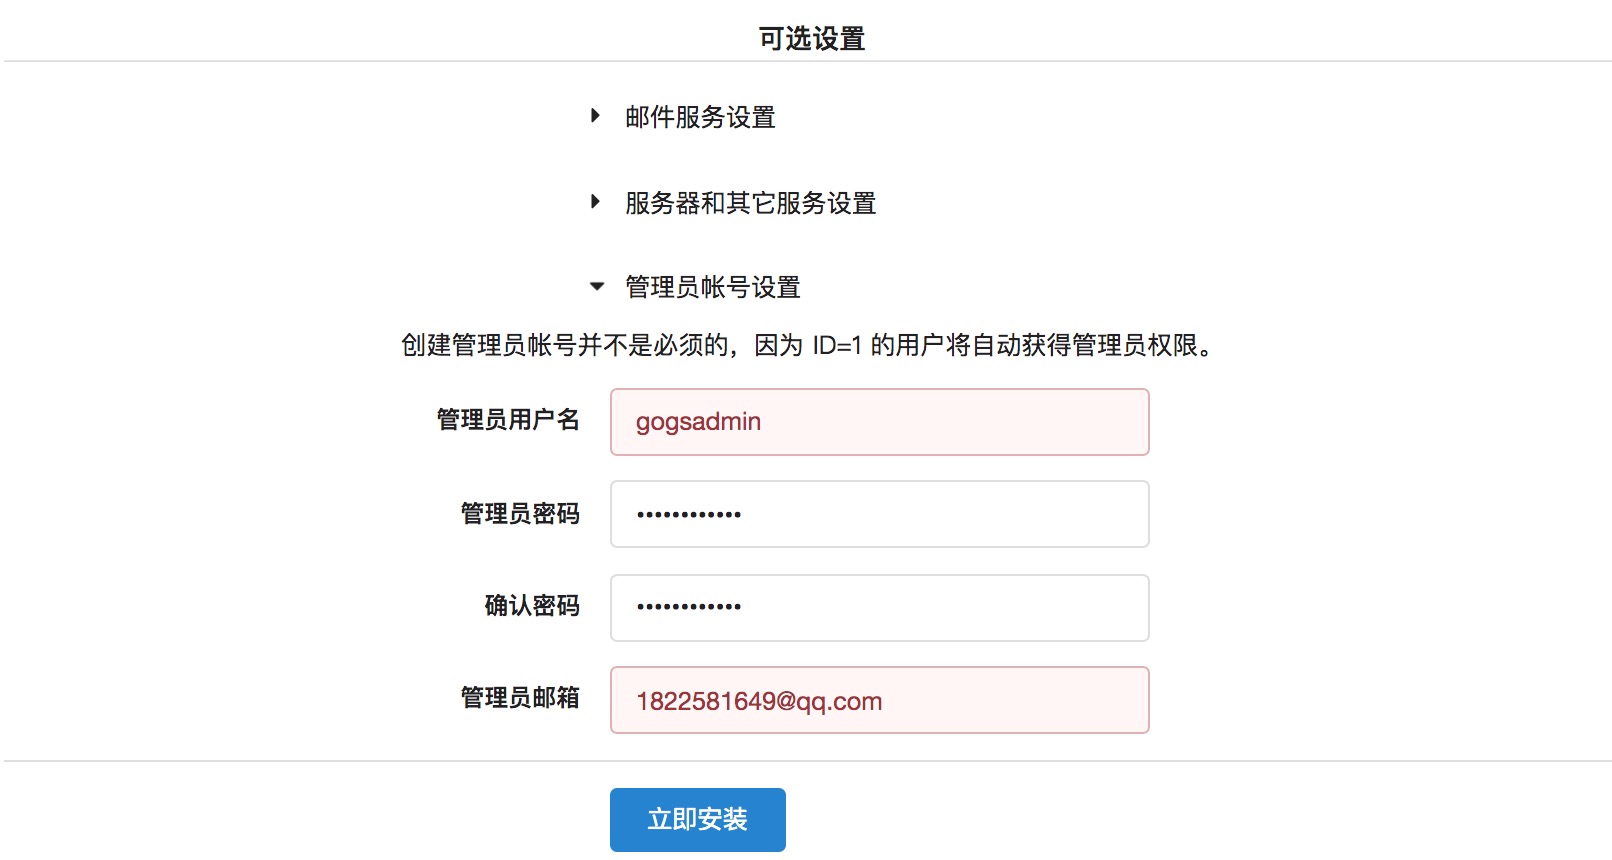 可选设置
邮件服务设置
服务器和其它服务设置
管理员帐号设置
创建管理员帐号并不是必须的，因为 ID=1 的用户将自动获得管理员权限。
管理员用户名 gogsadmin
管理员密码 ••••••••••••
确认密码 ••••••••••••
管理员邮箱 1822581649@qq.com
立即安装